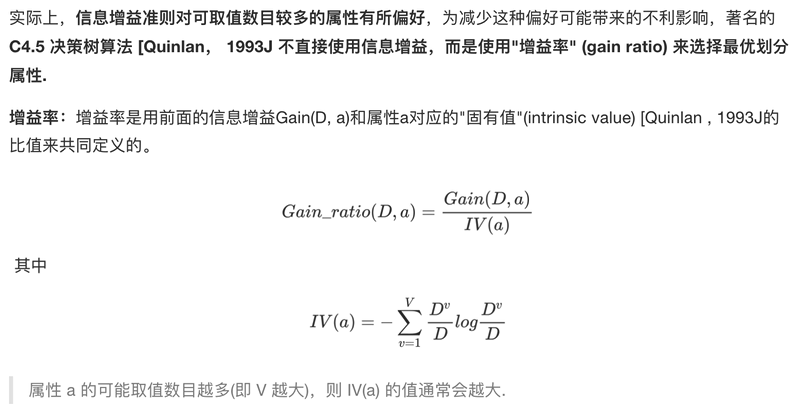 实际上，信息增益准则对可取值数目较多的属性有所偏好，为减少这种偏好可能带来的不利影响，著名的
C4.5 决策树算法 [Quinlan， 1993J 不直接使用信息增益，而是使用"增益率" (gain ratio) 来选择最优划分
属性.
增益率：增益率是用前面的信息增益Gain(D, a)和属性a对应的"固有值"(intrinsic value) [Quinlan , 1993J的
比值来共同定义的。
Gain_ratio(D, a) = \frac{Gain(D, a)}{IV(a)}
其中
IV(a) = -\sum_{v=1}^{V} \frac{D^v}{D} log \frac{D^v}{D}
属性 a 的可能取值数目越多(即 V 越大)，则 IV(a) 的值通常会越大.